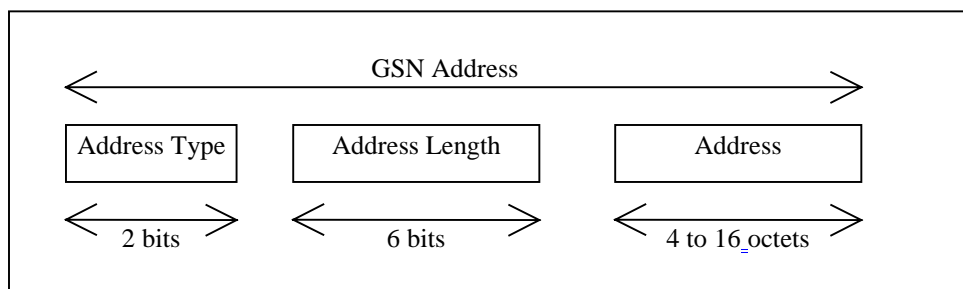 GSN Address
Address Type Address Length Address
2 bits 6 bits 4 to 16 octets